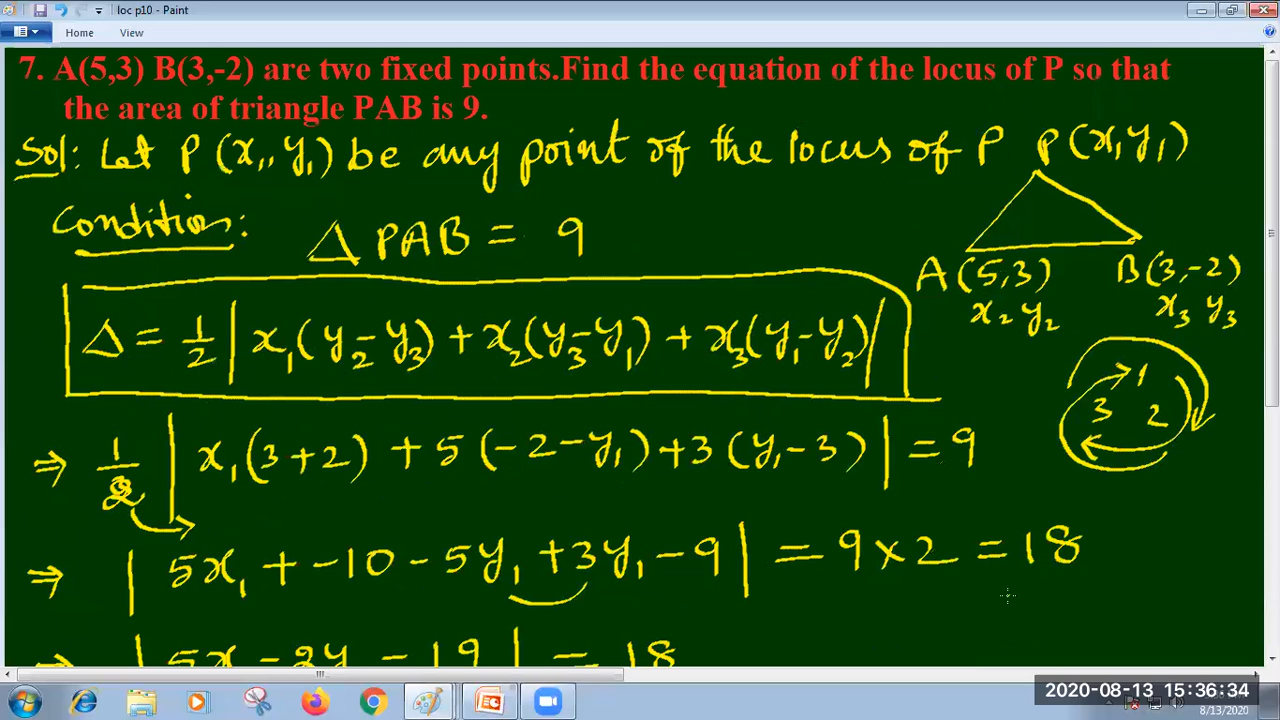 loc p10 - Paint
Home View
7. A(5,3) B(3,-2) are two fixed points.Find the equation of the locus of P so that
the area of triangle PAB is 9.
Sol: Let P(x₁, y₁) be any point of the locus of P P(x₁y₁)
Condition: Δ PAB = 9
A(5,3) B(3,-2)
x₂ y₂ x₃ y₃
Δ = 1/2 | x₁(y₂-y₃) + x₂(y₃-y₁) + x₃(y₁-y₂) |
1
3 2
⇒ 1/2 | x₁(3+2) + 5(-2-y₁) + 3(y₁-3) | = 9
⇒ | 5x₁ + -10 - 5y₁ + 3y₁ - 9 | = 9×2 = 18
⇒ | 5x - 2y - 19 | = 18
2020-08-13 15:36:34
8/13/2020